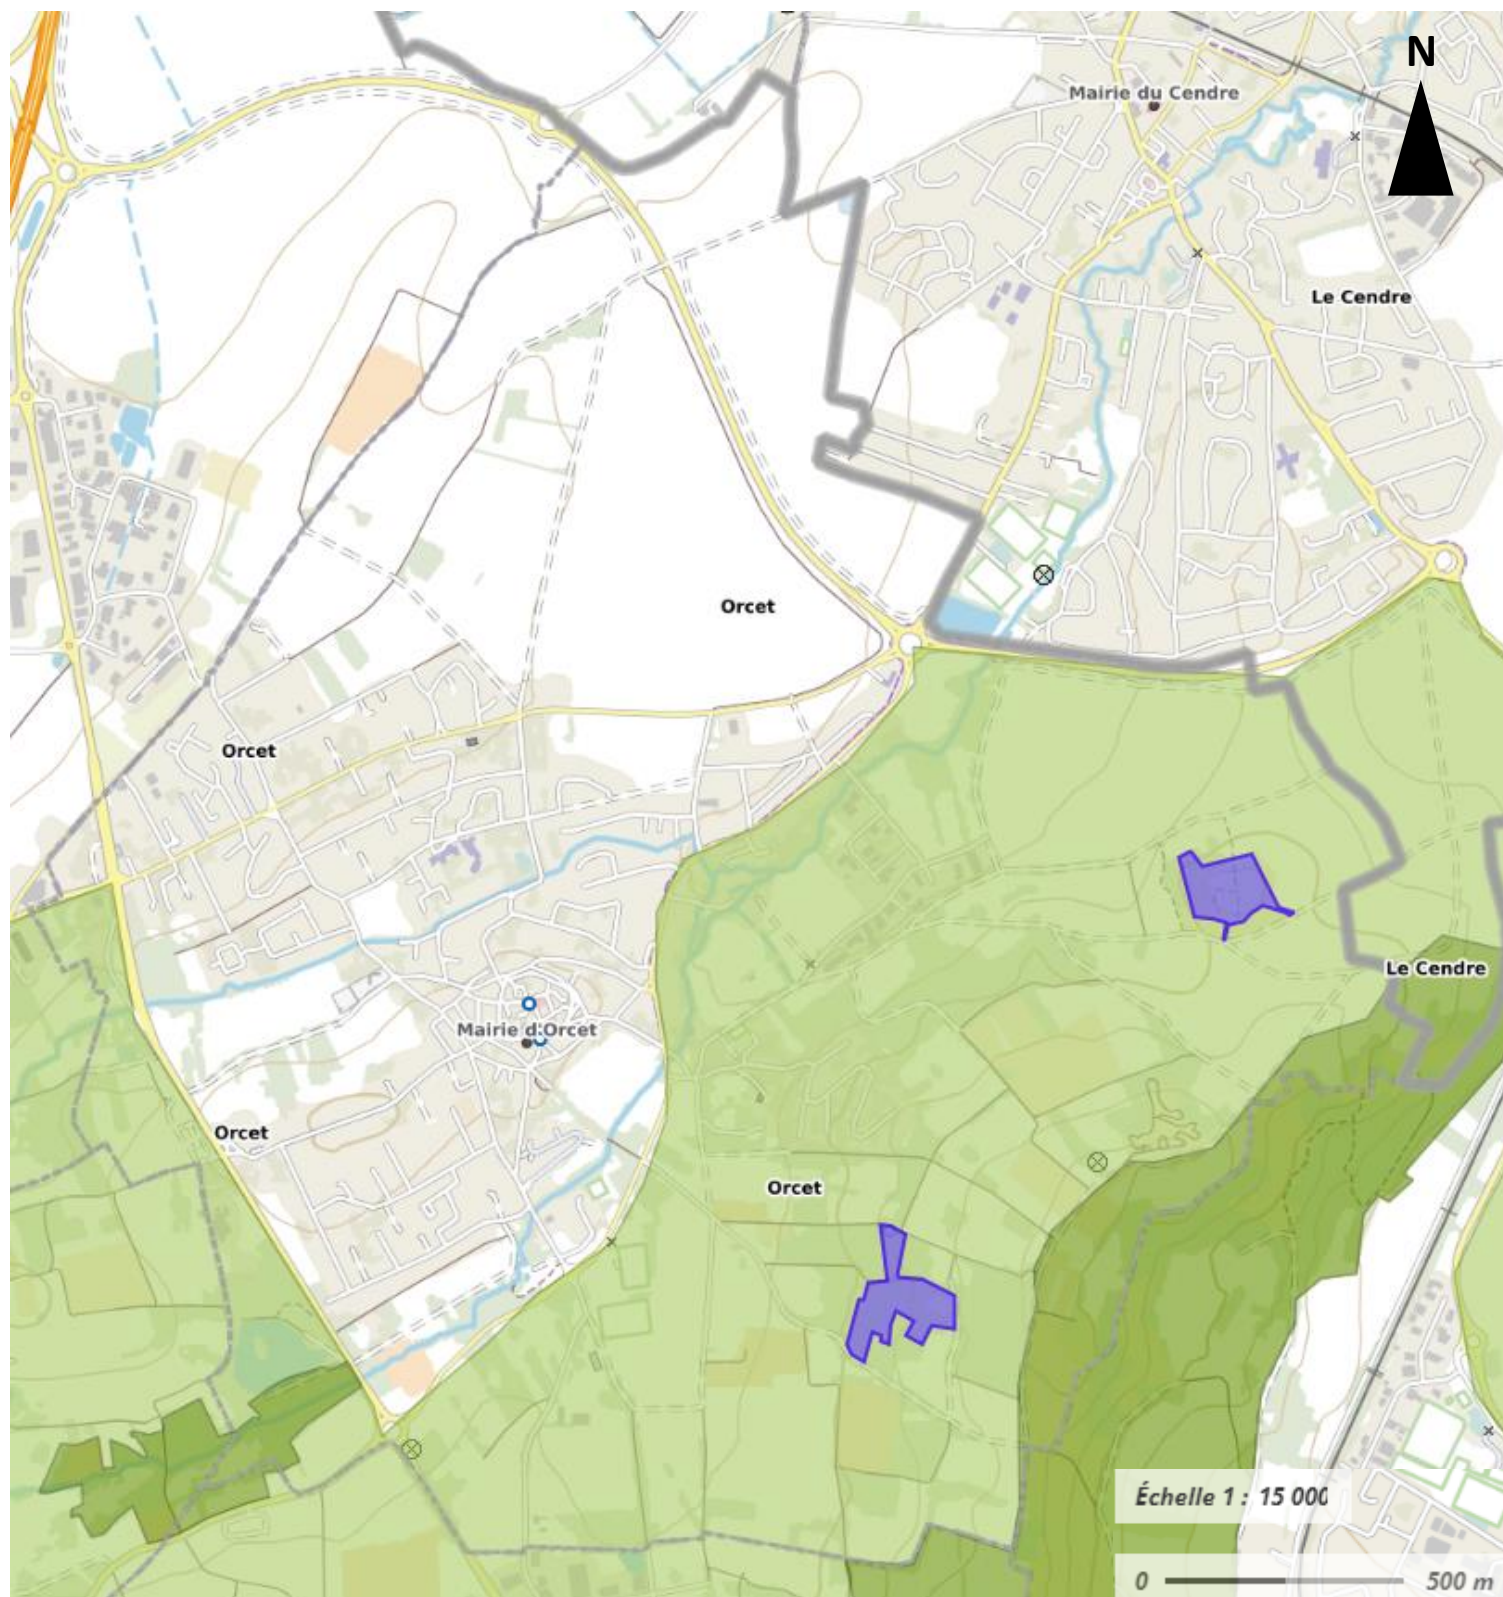 N
Mairie du Cendre
Le Cendre
Orcet
Orcet
Le Cendre
Mairie d'Orcet
Orcet
Orcet
Échelle 1 : 15 000
0 500 m